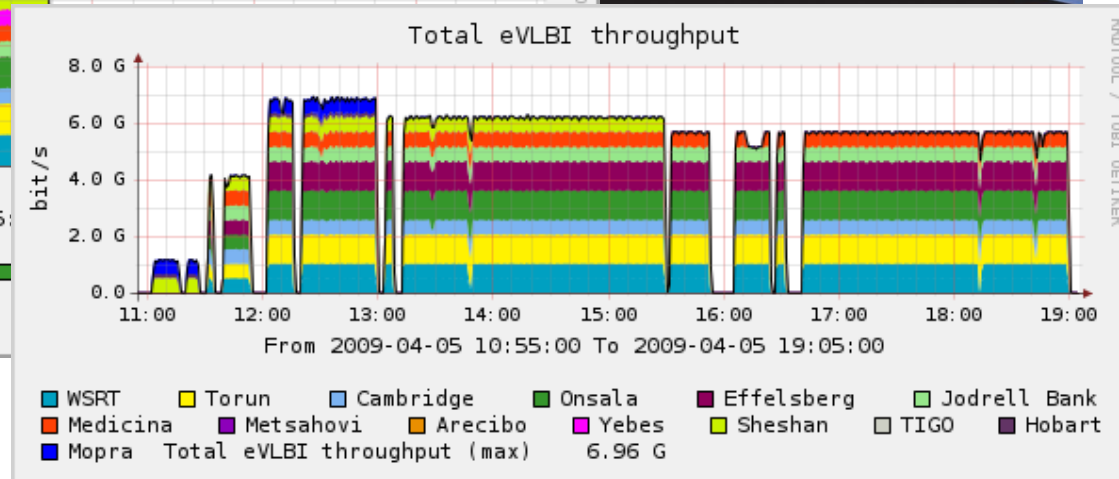 Total eVLBI throughput
RRDTOOL / TOBI OETIKER
bit/s
8.0 G
6.0 G
4.0 G
2.0 G
0.0
11:00 12:00 13:00 14:00 15:00 16:00 17:00 18:00 19:00
From 2009-04-05 10:55:00 To 2009-04-05 19:05:00
WSRT Torun Cambridge Onsala Effelsberg Jodrell Bank
Medicina Metsahovi Arecibo Yebes Sheshan TIGO Hobart
Mopra Total eVLBI throughput (max) 6.96 G